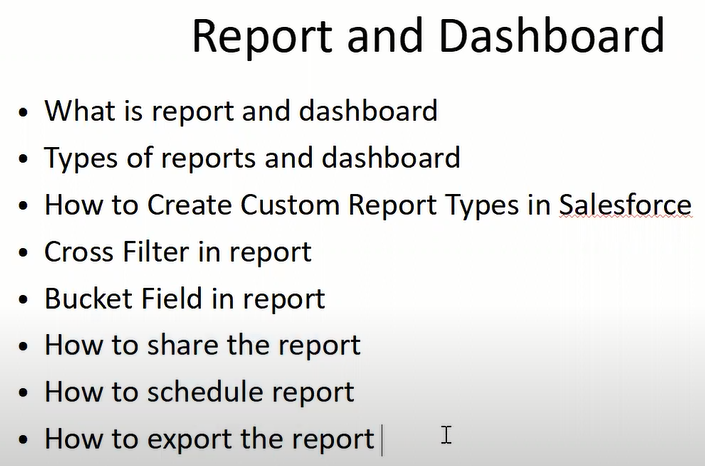 Report and Dashboard
• What is report and dashboard
• Types of reports and dashboard
• How to Create Custom Report Types in Salesforce
• Cross Filter in report
• Bucket Field in report
• How to share the report
• How to schedule report
• How to export the report